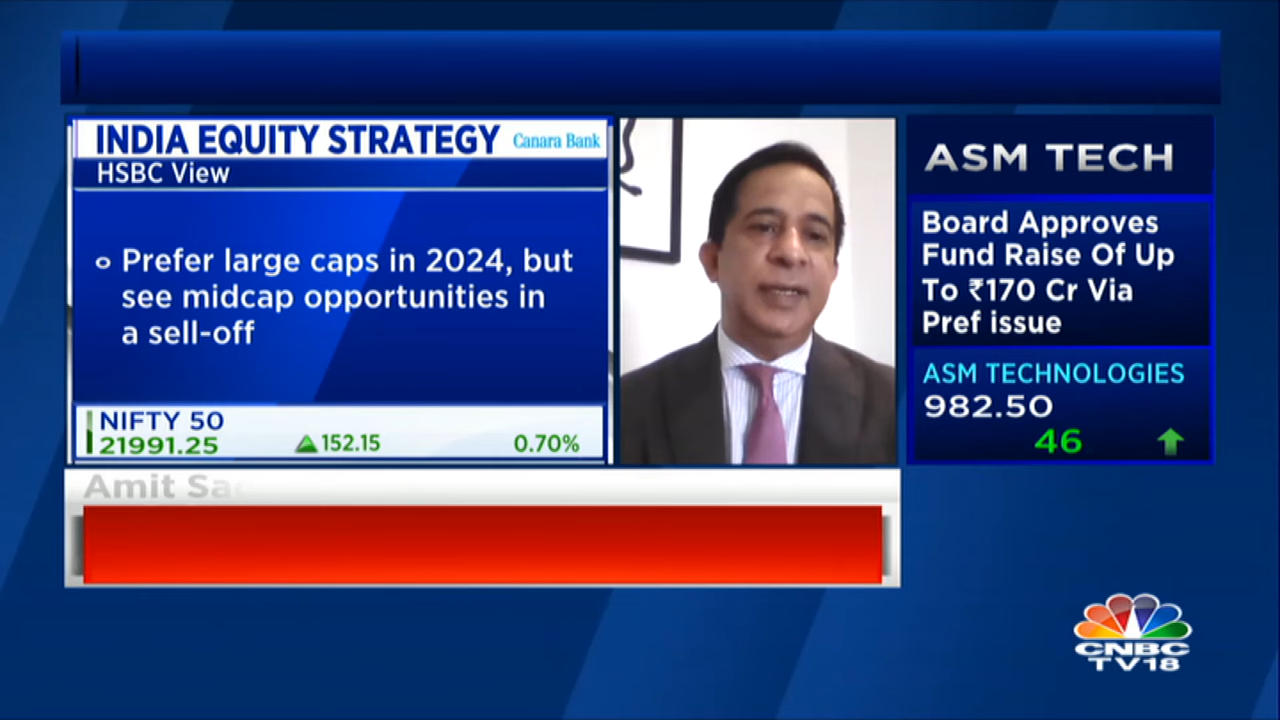 INDIA EQUITY STRATEGY Canara Bank
HSBC View
Prefer large caps in 2024, but
see midcap opportunities in
a sell-off
NIFTY 50
21991.25 152.15 0.70%
Amit
ASM TECH
Board Approves
Fund Raise Of Up
To ₹170 Cr Via
Pref issue
ASM TECHNOLOGIES
982.50
46
CNBC
TV18